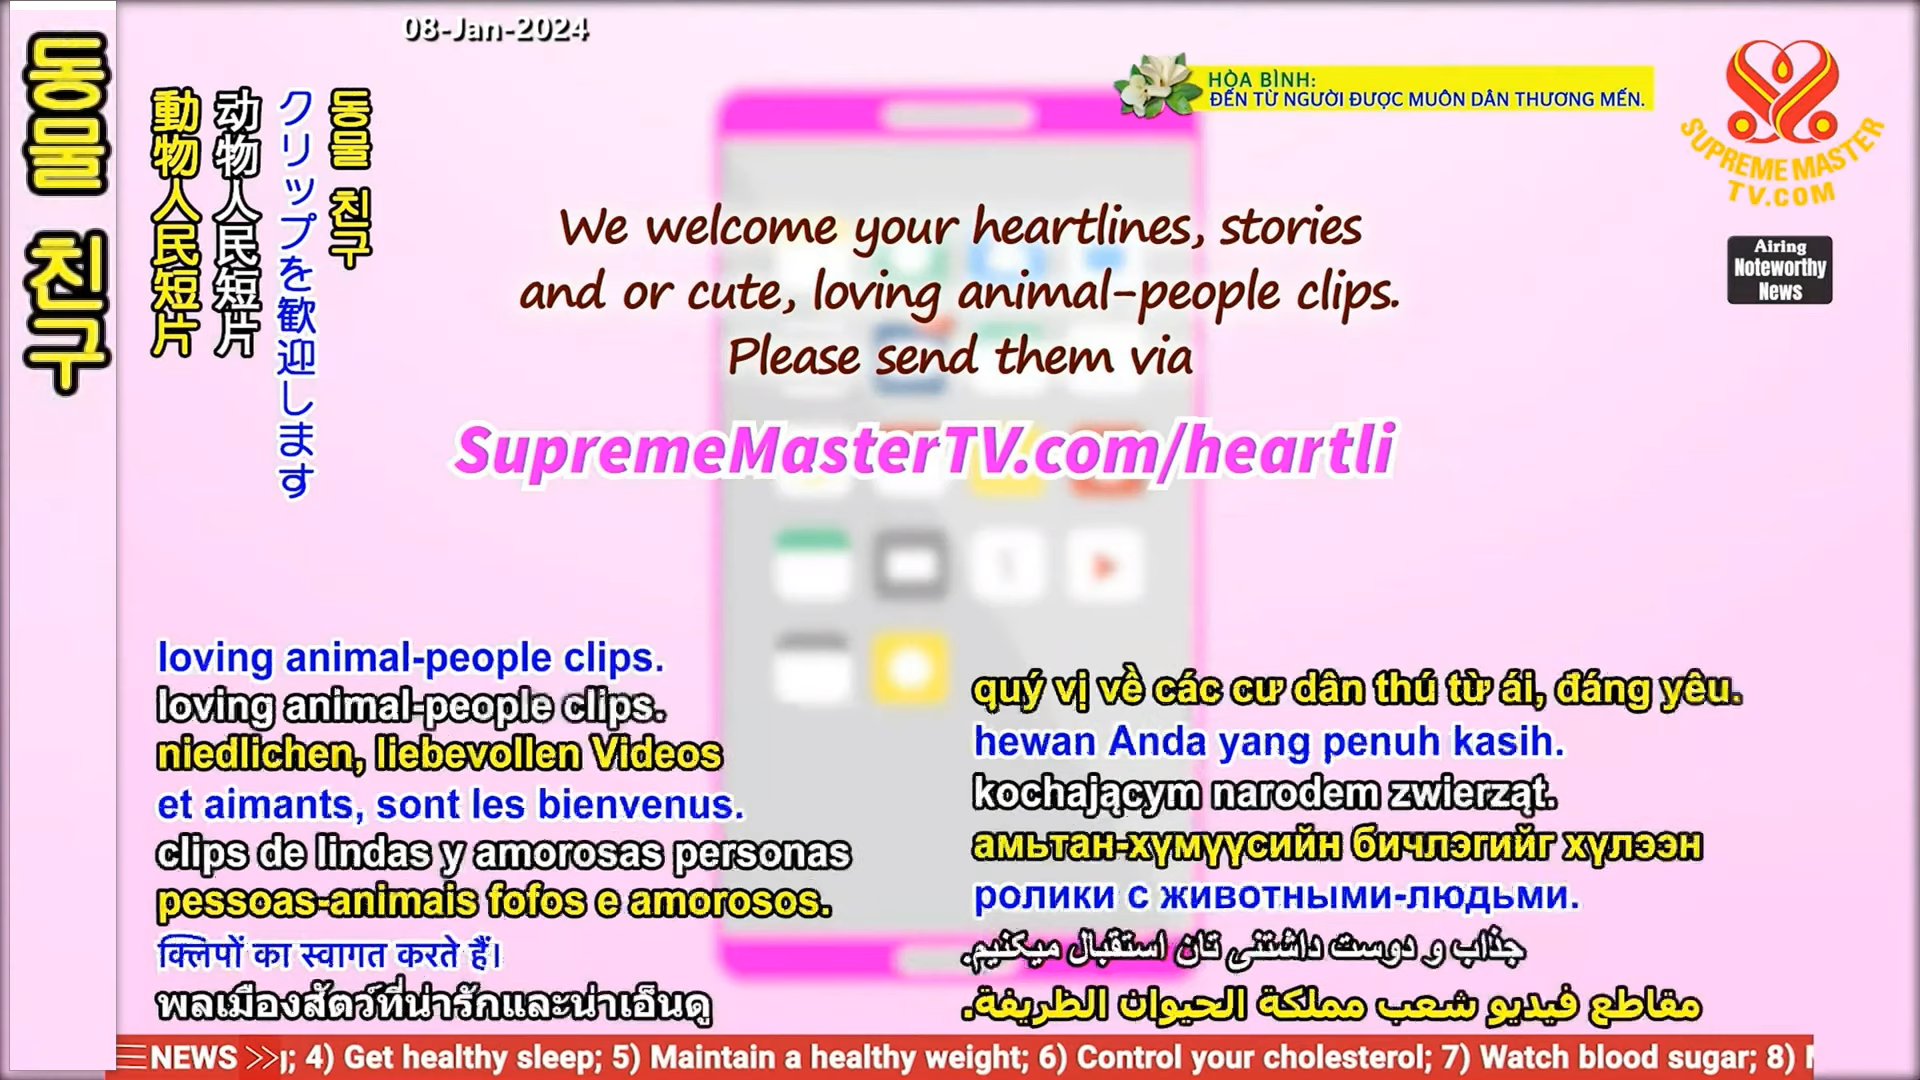 동물 친구
08-Jan-2024
動物人民短片
动物人民短片
クリップを歓迎します
동물 친구
HÒA BÌNH:
ĐẾN TỪ NGƯỜI ĐƯỢC MUÔN DÂN THƯƠNG MẾN.
SUPREME MASTER
TV.COM
Airing
Noteworthy
News
We welcome your heartlines, stories
and or cute, loving animal-people clips.
Please send them via
SupremeMasterTV.com/heartli
loving animal-people clips.
loving animal-people clips.
niedlichen, liebevollen Videos
et aimants, sont les bienvenus.
clips de lindas y amorosas personas
pessoas-animais fofos e amorosos.
क्लिपों का स्वागत करते हैं।
พลเมืองสัตว์ที่น่ารักและน่าเอ็นดู
quý vị về các cư dân thú từ ái, đáng yêu.
hewan Anda yang penuh kasih.
kochającym narodem zwierząt.
амьтан-хүмүүсийн бичлэгийг хүлээн
ролики с животными-людьми.
جذاب و دوست داشتنی تان استقبال میکنیم.
مقاطع فيديو شعب مملكة الحيوان الظريفة.
NEWS ; 4) Get healthy sleep; 5) Maintain a healthy weight; 6) Control your cholesterol; 7) Watch blood sugar; 8)